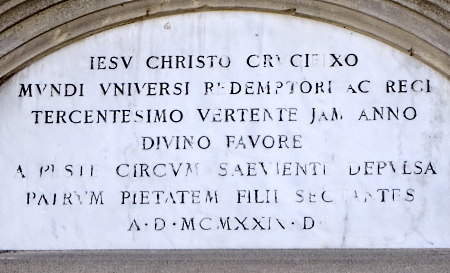 IESV CHRISTO CRVCIFIXO
MVNDI VNIVERSI REDEMPTORI AC REGI
TERCENTESIMO VERTENTE JAM ANNO
DIVINO FAVORE
A PESTE CIRCVM SAEVIENTI DEPVLSA
PATRVM PIETATEM FILII SECTANTES
A·D·MCMXXIX·D